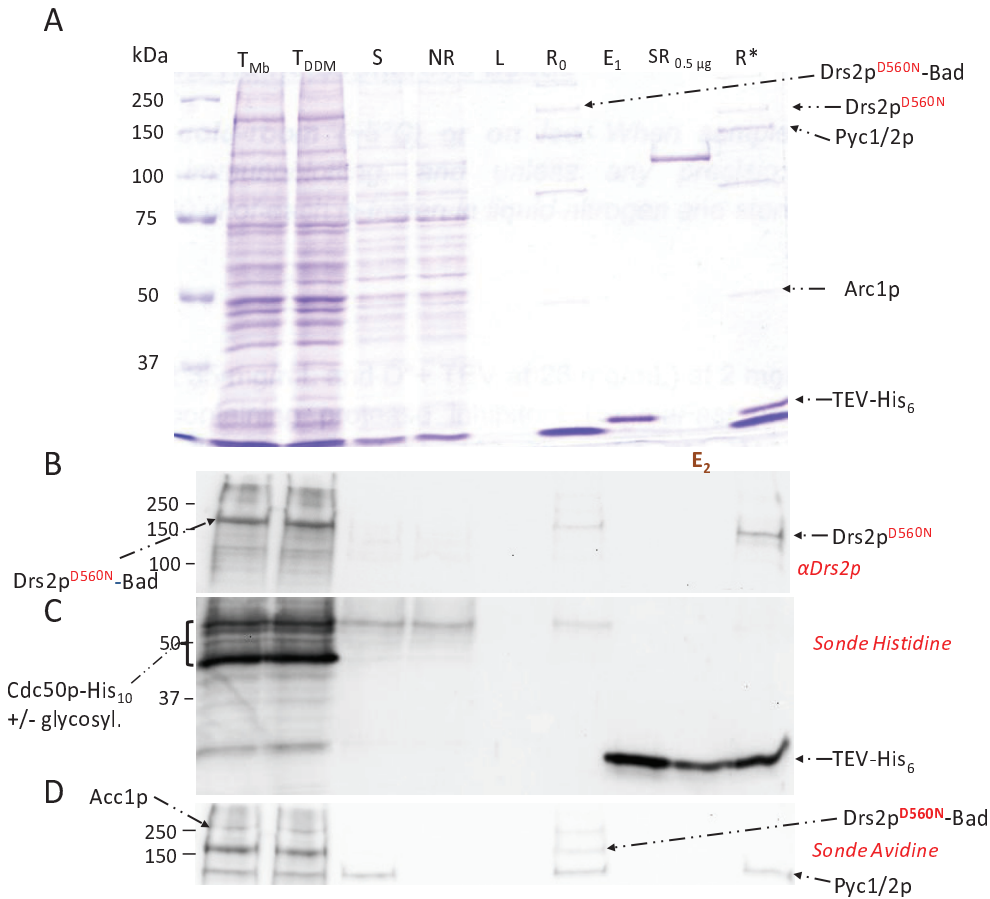 A
kDa T_Mb T_DDM S NR L R_0 E_1 SR_0.5 µg R*
Drs2p^D560N-Bad
250
Drs2p^D560N
150
Pyc1/2p
100
75
50
Arc1p
37
TEV-His_6
B
E_2
250
150
Drs2p^D560N
100
αDrs2p
Drs2p^D560N-Bad
C
50
Sonde Histidine
Cdc50p-His_10
37
+/- glycosyl.
TEV-His_6
D
Acc1p
Drs2p^D560N-Bad
250
150
Sonde Avidine
Pyc1/2p